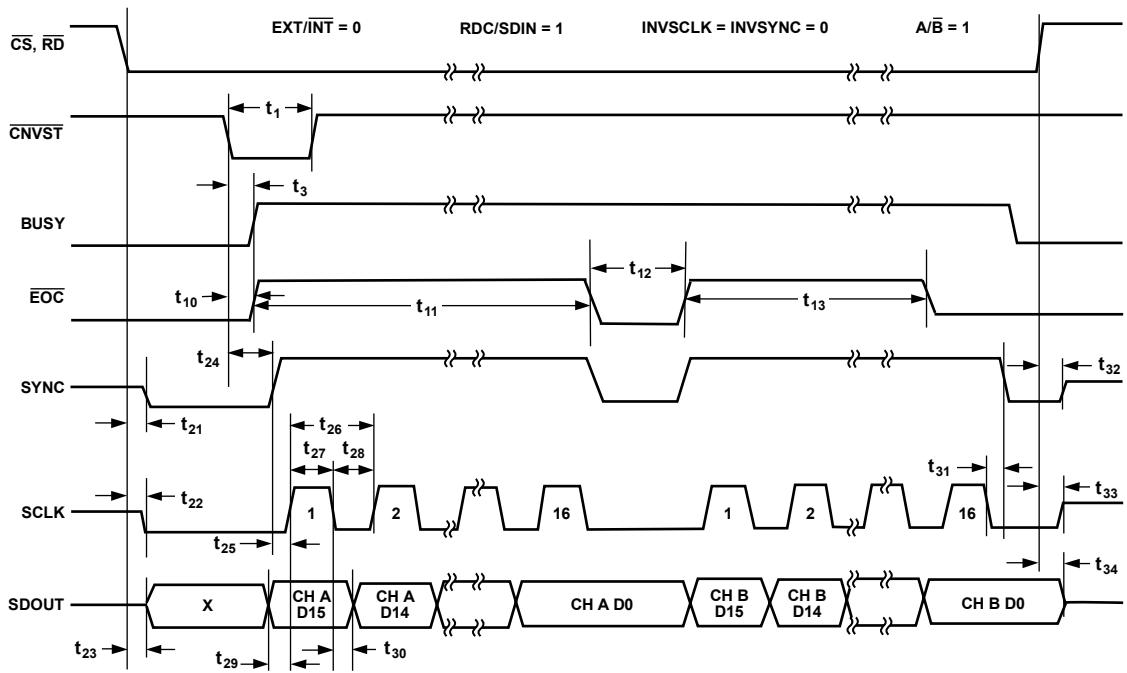 EXT/INT = 0 RDC/SDIN = 1 INVSCLK = INVSYNC = 0 A/B = 1
CS, RD
t1
CNVST
t3
BUSY
t12
EOC
t10
t11
t13
t24
SYNC
t32
t21
t26
t27 t28
t31
t22
t33
SCLK
1 2 16 1 2 16
t25
t34
SDOUT
X
CH A
D15
CH A
D14
CH A D0
CH B
D15
CH B
D14
CH B D0
t23
t29
t30